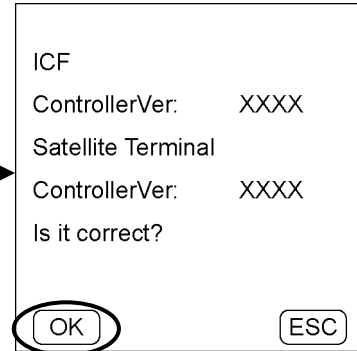 ICF
ControllerVer: XXXX
Satellite Terminal
ControllerVer: XXXX
Is it correct?
OK ESC